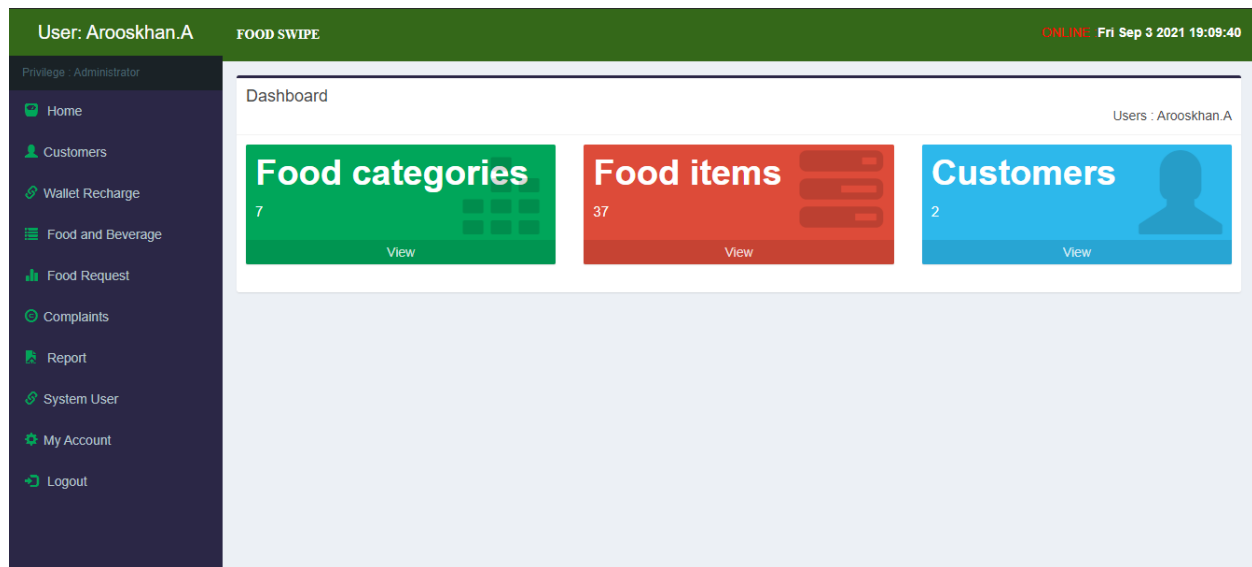 User: Arooskhan.A
FOOD SWIPE
ONLINE Fri Sep 3 2021 19:09:40
Privilege : Administrator
Home
Customers
Wallet Recharge
Food and Beverage
Food Request
Complaints
Report
System User
My Account
Logout
Dashboard
Users : Arooskhan.A
Food categories
7
View
Food items
37
View
Customers
2
View